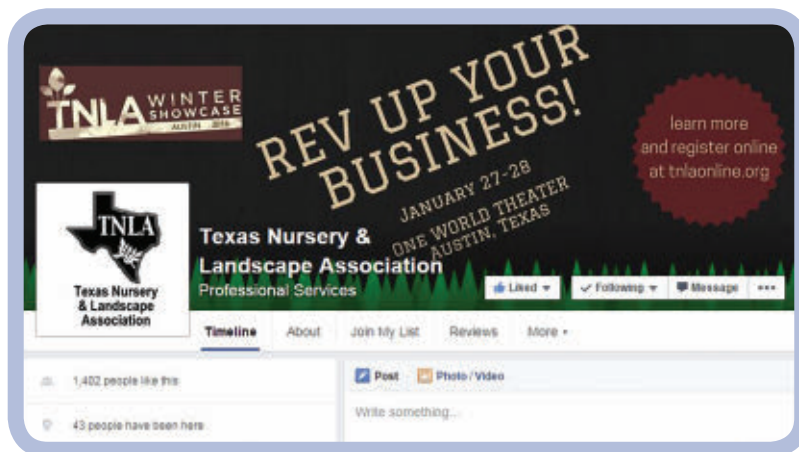 TNLA WINTER
SHOWCASE
AUSTIN 2016
REV UP YOUR
BUSINESS!
JANUARY 27-28
ONE WORLD THEATER
AUSTIN, TEXAS
learn more
and register online
at tnlaonline.org
TNLA
Texas Nursery
& Landscape
Association
Texas Nursery &
Landscape Association
Professional Services
Liked
Following
Message
Timeline
About
Join My List
Reviews
More
1,402 people like this
43 people have been here
Post
Photo / Video
Write something...